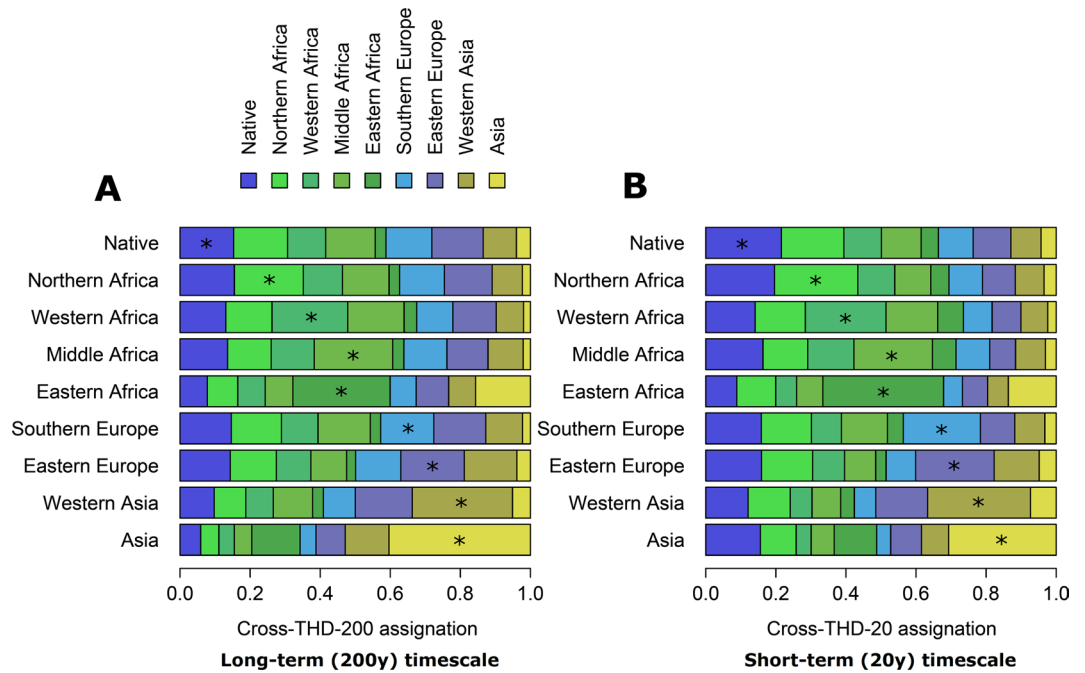 Native
Northern Africa
Western Africa
Middle Africa
Eastern Africa
Southern Europe
Eastern Europe
Western Asia
Asia
A
Native
*
Northern Africa
*
Western Africa
*
Middle Africa
*
Eastern Africa
*
Southern Europe
*
Eastern Europe
*
Western Asia
*
Asia
*
0.0 0.2 0.4 0.6 0.8 1.0
Cross-THD-200 assignation
Long-term (200y) timescale
B
Native
*
Northern Africa
*
Western Africa
*
Middle Africa
*
Eastern Africa
*
Southern Europe
*
Eastern Europe
*
Western Asia
*
Asia
*
0.0 0.2 0.4 0.6 0.8 1.0
Cross-THD-20 assignation
Short-term (20y) timescale